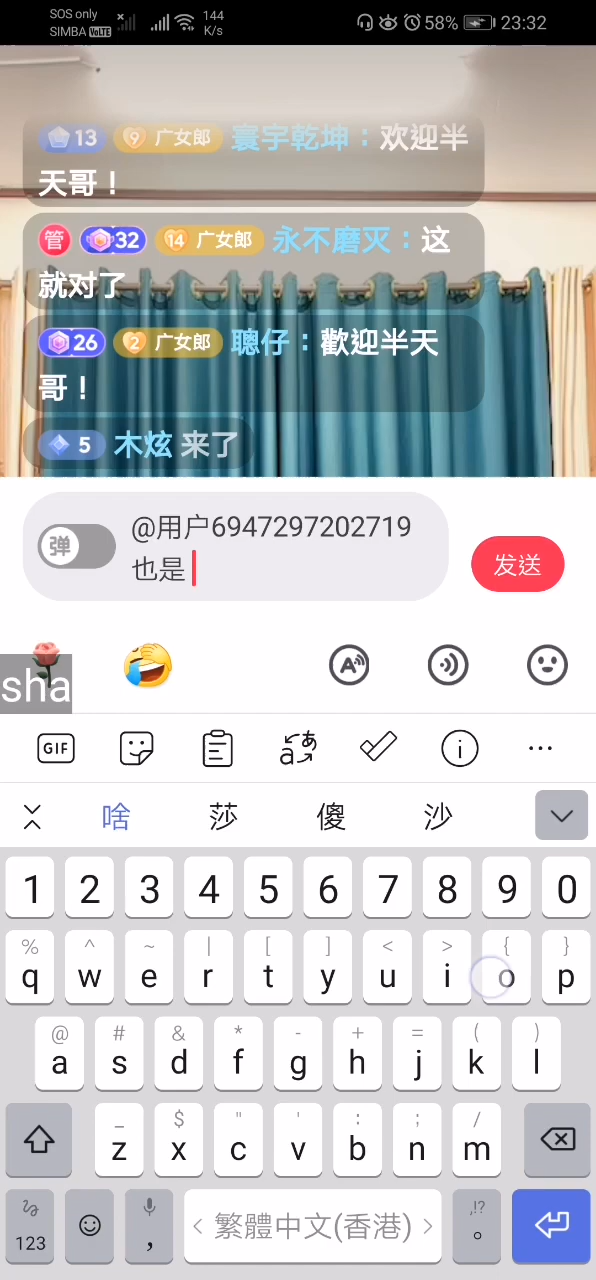 SOS only
SIMBA VoLTE
144
K/s
58%
23:32
13 9 广女郎 寰宇乾坤：欢迎半
天哥！
管 32 14 广女郎 永不磨灭：这
就对了
26 2 广女郎 聰仔：歡迎半天
哥！
5 木炫 来了
弹
@用户6947297202719
也是
发送
sha
GIF
啥 莎 傻 沙
1 2 3 4 5 6 7 8 9 0
% ^ ~ | [ ] < > { }
q w e r t y u i o p
@ # & * - + = ( )
a s d f g h j k l
_ $ " ' : ; /
z x c v b n m
123 , < 繁體中文(香港) > ,!? 。